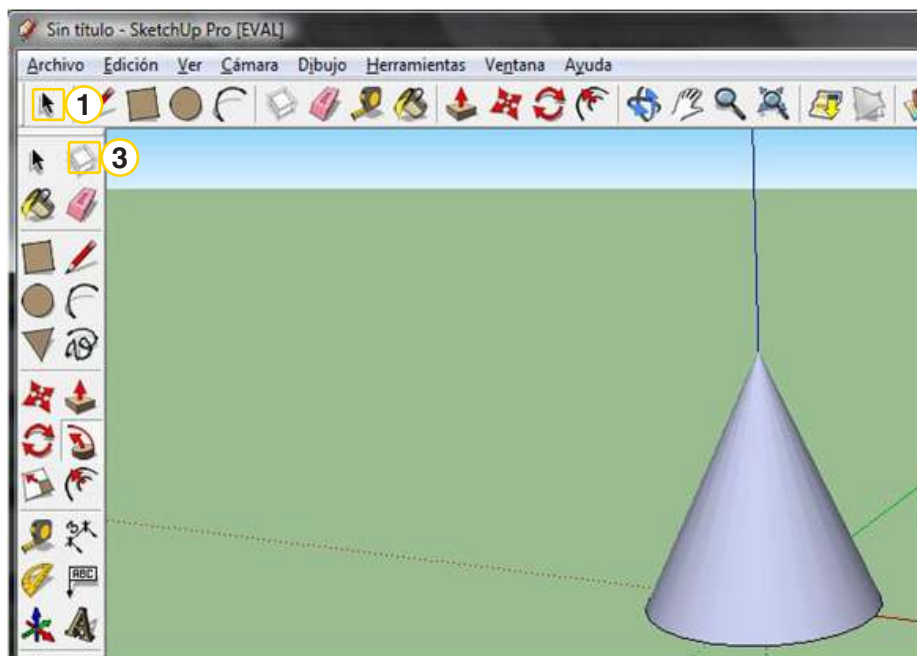 Sin título - SketchUp Pro [EVAL]
Archivo Edición Ver Cámara Dibujo Herramientas Ventana Ayuda
1
3
ABC